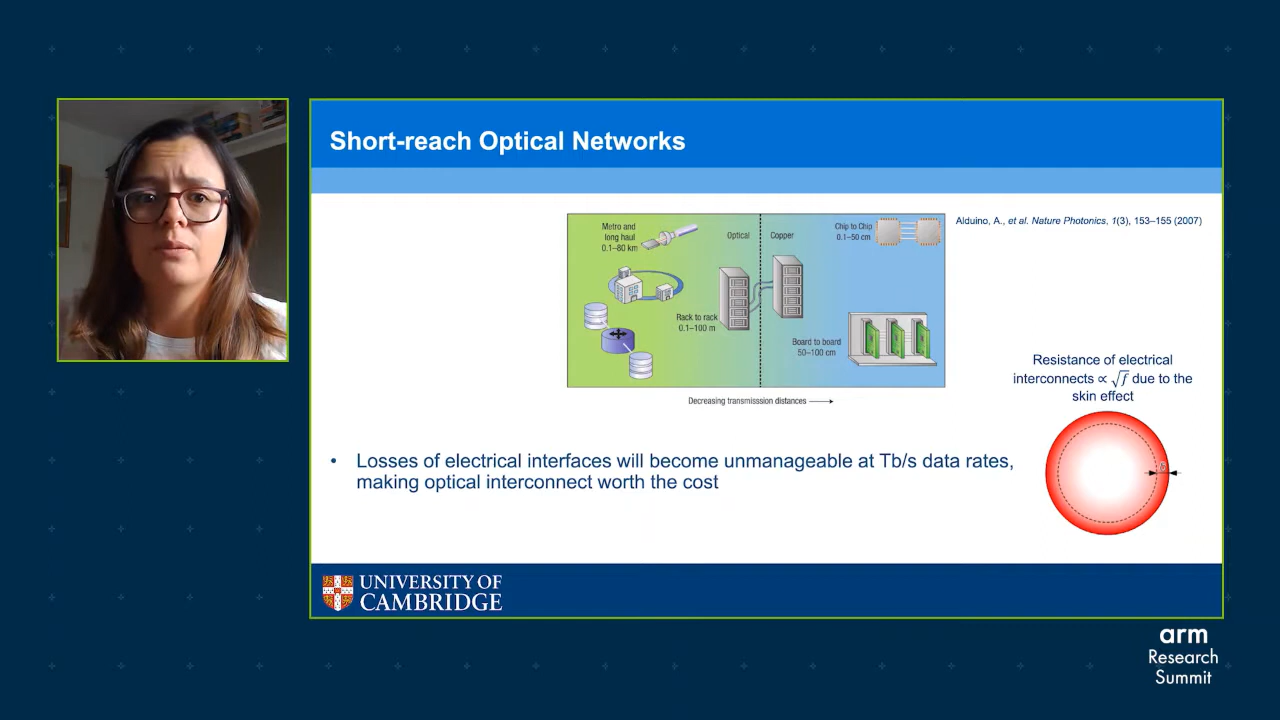 Short-reach Optical Networks
Alduino, A., et al. Nature Photonics, 1(3), 153–155 (2007)
Metro and
long haul
0.1–80 km
Optical
Copper
Chip to Chip
0.1–50 cm
Rack to rack
0.1–100 m
Board to board
50–100 cm
Decreasing transmisssion distances
Resistance of electrical
interconnects ∝ √f due to the
skin effect
δ
• Losses of electrical interfaces will become unmanageable at Tb/s data rates,
making optical interconnect worth the cost
UNIVERSITY OF
CAMBRIDGE
arm
Research
Summit